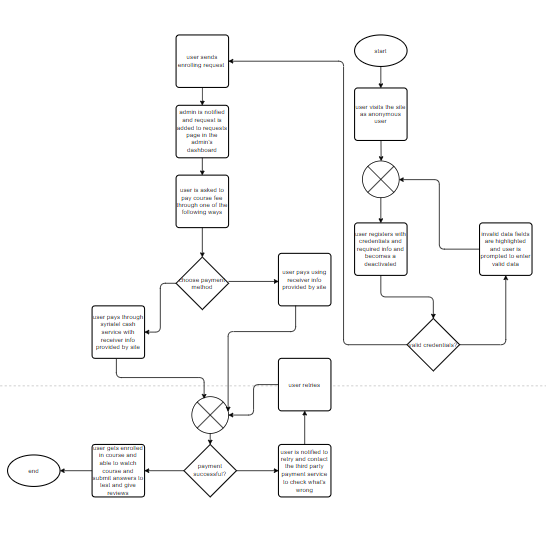 start
user visits the site
as anonymous
user
user registers with
credentials and
required info and
becomes a
deactivated
valid credentials?
invalid data fields
are highlighted
and user is
prompted to enter
valid data
user sends
enrolling request
admin is notified
and request is
added to requests
page in the
admin's
dashboard
user is asked to
pay course fee
through one of the
following ways
choose payment
method
user pays using
receiver info
provided by site
user pays through
syriatel cash
service with
receiver info
provided by site
user retries
payment
successful?
user is notified to
retry and contact
the third party
payment service
to check what's
wrong
user gets enrolled
in course and
able to watch
course and
submit answers to
test and give
reviews
end